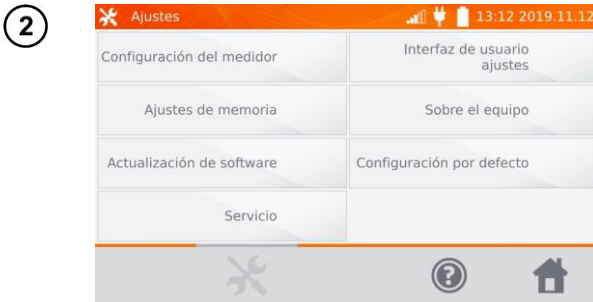 2
Ajustes
13:12 2019.11.12
Configuración del medidor
Interfaz de usuario
ajustes
Ajustes de memoria
Sobre el equipo
Actualización de software
Configuración por defecto
Servicio
?